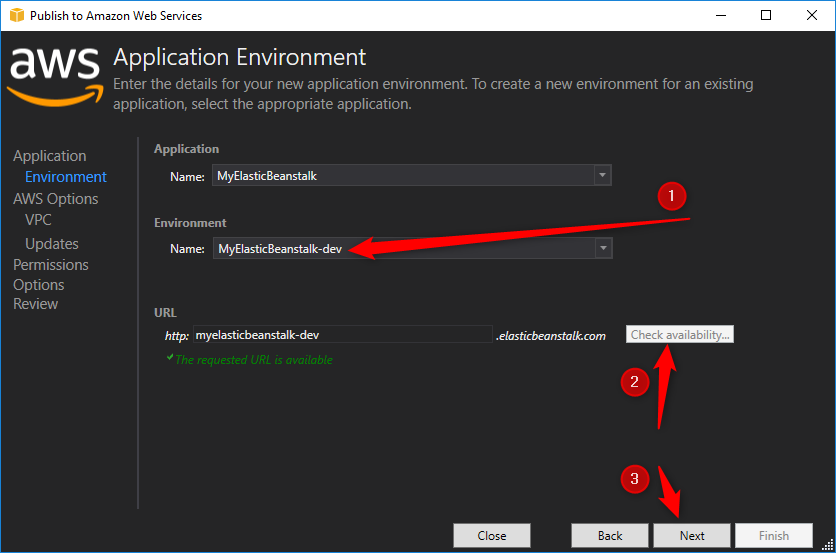 Publish to Amazon Web Services
aws
Application Environment
Enter the details for your new application environment. To create a new environment for an existing
application, select the appropriate application.
Application
Environment
AWS Options
VPC
Updates
Permissions
Options
Review
Application
Name: MyElasticBeanstalk
1
Environment
Name: MyElasticBeanstalk-dev
URL
http: myelasticbeanstalk-dev .elasticbeanstalk.com Check availability...
The requested URL is available
2
3
Close Back Next Finish